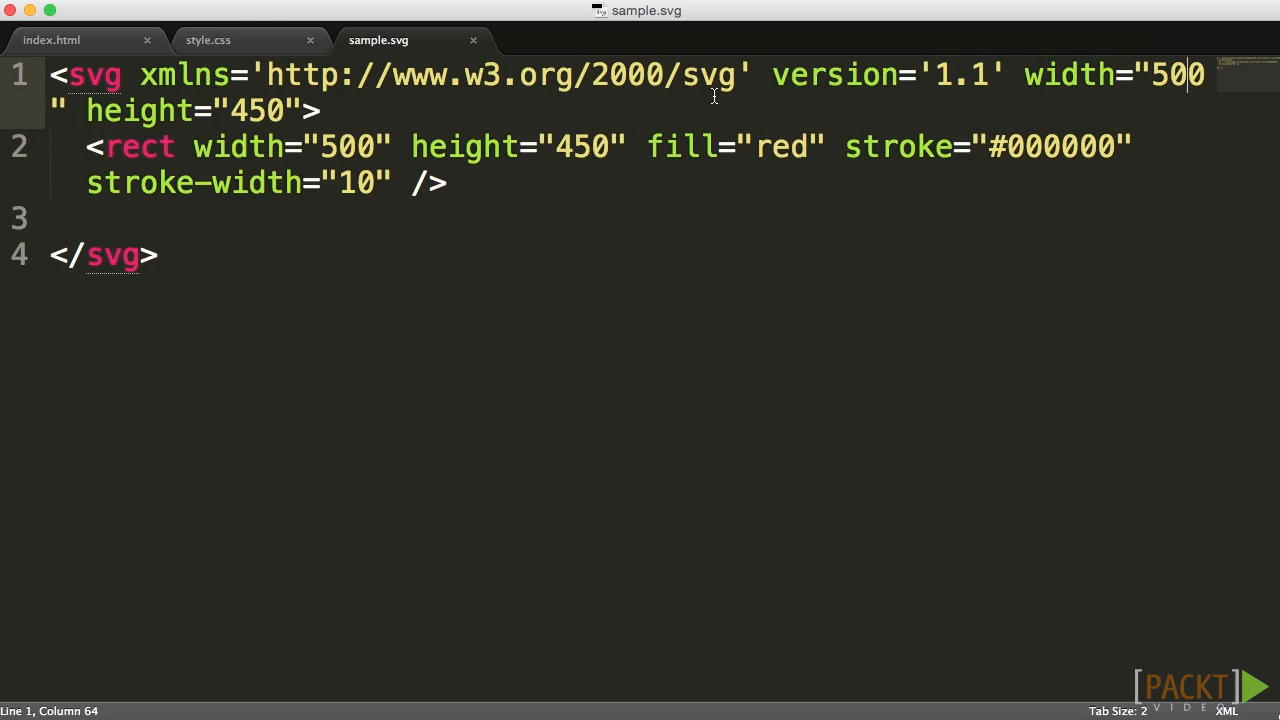 sample.svg
index.html × style.css × sample.svg ×
1 <svg xmlns='http://www.w3.org/2000/svg' version='1.1' width="500
" height="450">
2 <rect width="500" height="450" fill="red" stroke="#000000"
stroke-width="10" />
3
4 </svg>
[PACKT]
VIDEO
Line 1, Column 64 Tab Size: 2 XML